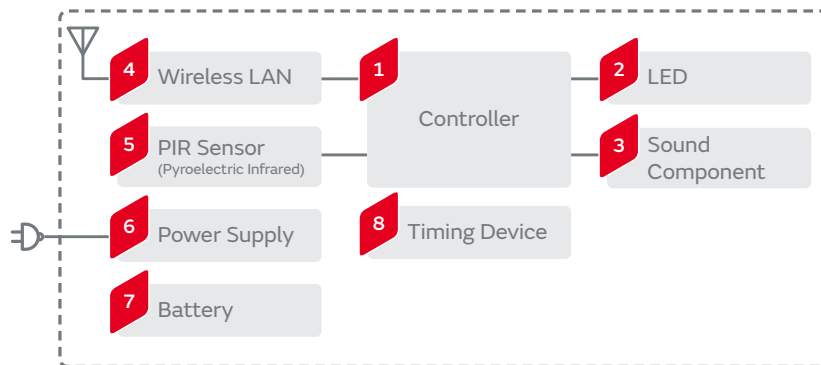 4 Wireless LAN
1
Controller
2 LED
5 PIR Sensor
(Pyroelectric Infrared)
3 Sound
Component
6 Power Supply
8 Timing Device
7 Battery